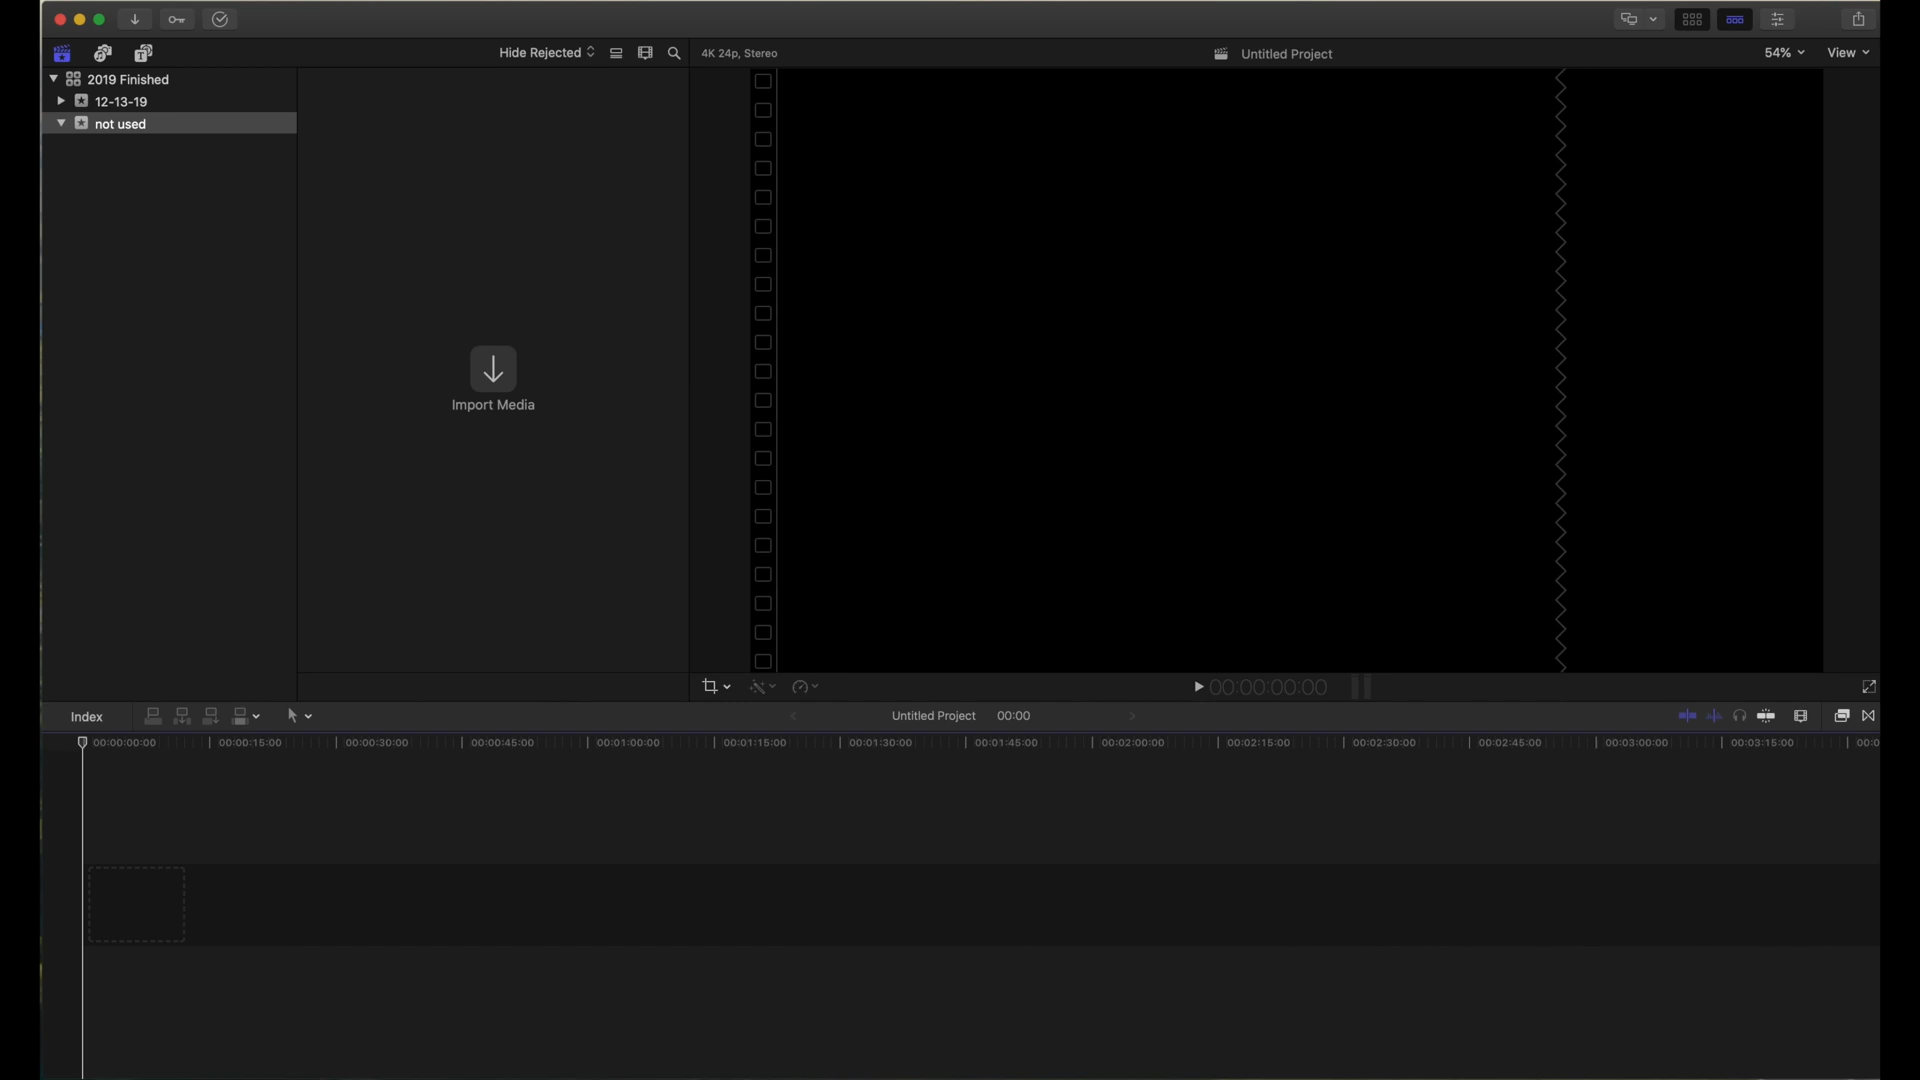 Hide Rejected
4K 24p, Stereo
Untitled Project
54%
View
2019 Finished
12-13-19
not used
Import Media
00:00:00:00
Index
Untitled Project 00:00
00:00:00:00 00:00:15:00 00:00:30:00 00:00:45:00 00:01:00:00 00:01:15:00 00:01:30:00 00:01:45:00 00:02:00:00 00:02:15:00 00:02:30:00 00:02:45:00 00:03:00:00 00:03:15:00 00:0